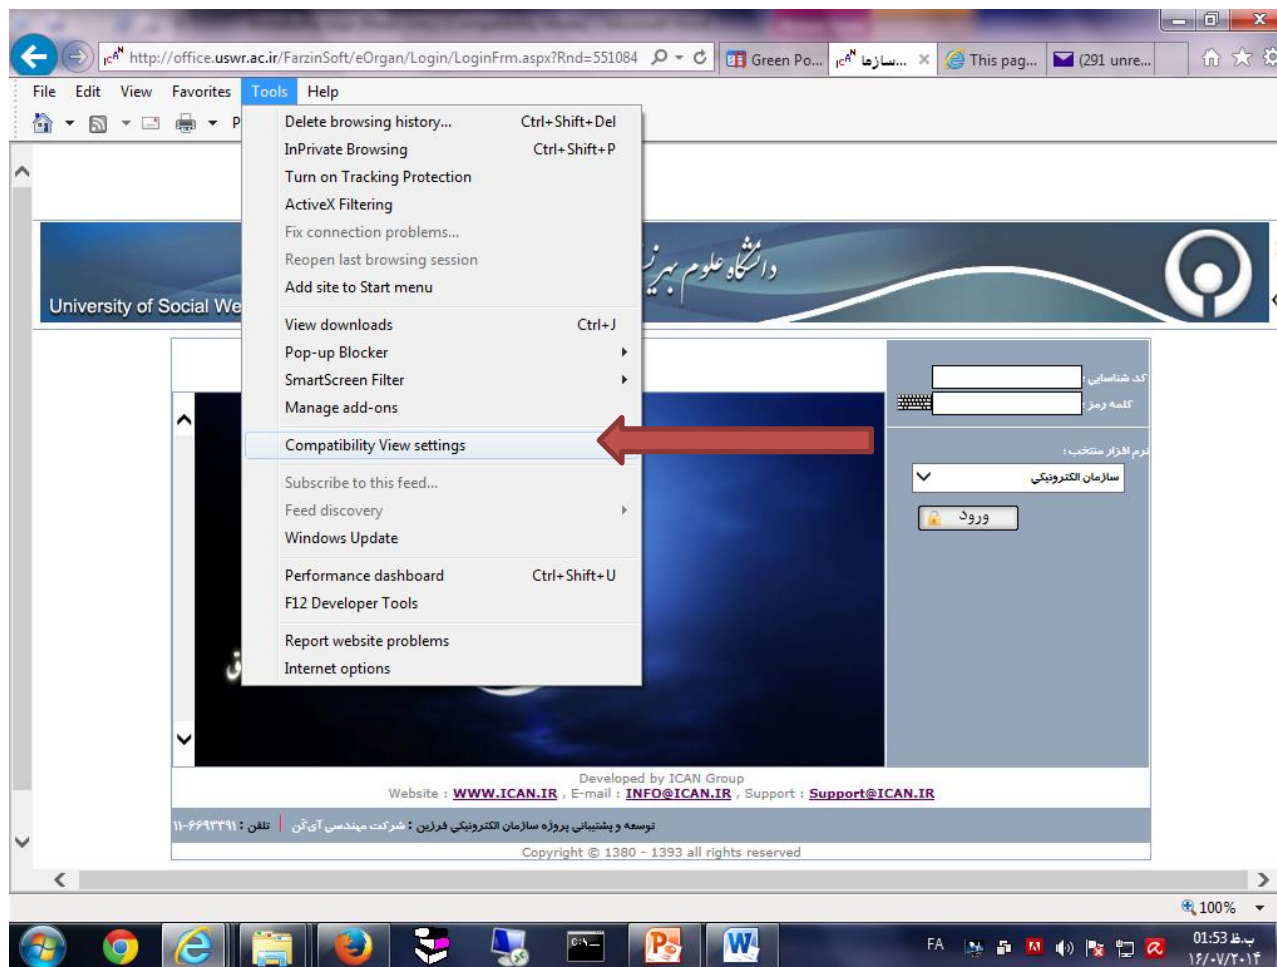 http://office.uswr.ac.ir/FarzinSoft/eOrgan/Login/LoginFrm.aspx?Rnd=551084
Green Po...
سازها...
This pag...
(291 unre...
File Edit View Favorites Tools Help
P
Delete browsing history... Ctrl+Shift+Del
InPrivate Browsing Ctrl+Shift+P
Turn on Tracking Protection
ActiveX Filtering
Fix connection problems...
Reopen last browsing session
Add site to Start menu
View downloads Ctrl+J
Pop-up Blocker
SmartScreen Filter
Manage add-ons
Compatibility View settings
Subscribe to this feed...
Feed discovery
Windows Update
Performance dashboard Ctrl+Shift+U
F12 Developer Tools
Report website problems
Internet options
دانشگاه علوم بهزیـ
University of Social We
کد شناسایی :
کلمه رمز :
نرم افزار منتخب :
سازمان الکترونیکی
ورود
Developed by ICAN Group
Website : WWW.ICAN.IR , E-mail : INFO@ICAN.IR , Support : Support@ICAN.IR
توسعه و پشتیبانی پروژه سازمان الکترونیکی فرزین : شرکت مهندسی آی‌کن | تلفن : ۶۶۹۳۳۹۱-۱۱
Copyright © 1380 - 1393 all rights reserved
100%
C:\_
FA
01:53 ب.ظ
۱۶/۰۷/۲۰۱۴